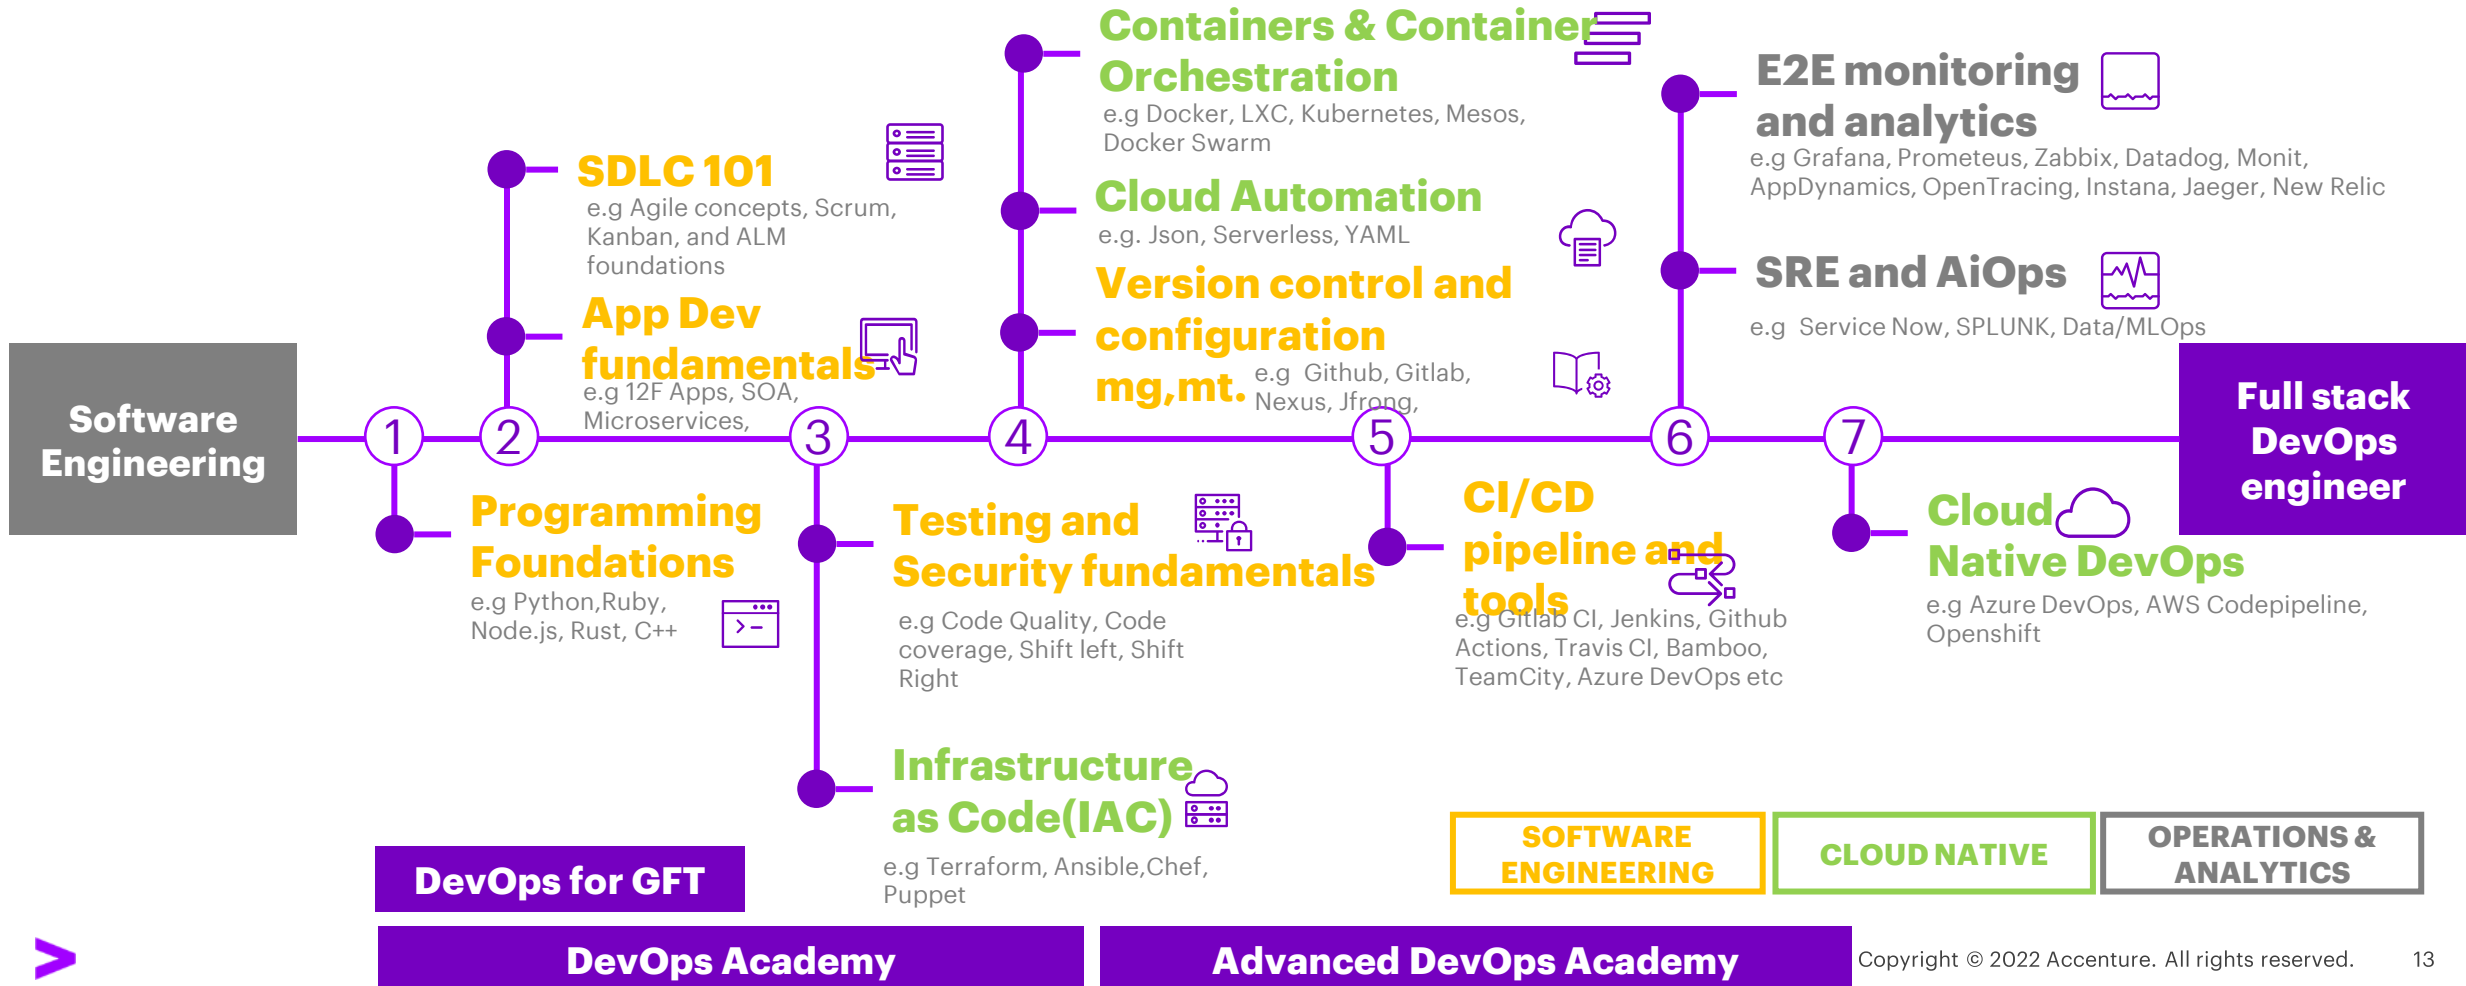 Software
Engineering
1
Programming
Foundations
e.g Python,Ruby,
Node.js, Rust, C++
2
SDLC 101
e.g Agile concepts, Scrum,
Kanban, and ALM
foundations
App Dev
fundamentals
e.g 12F Apps, SOA,
Microservices,
3
Testing and
Security fundamentals
e.g Code Quality, Code
coverage, Shift left, Shift
Right
Infrastructure
as Code(IAC)
e.g Terraform, Ansible,Chef,
Puppet
4
Containers & Container
Orchestration
e.g Docker, LXC, Kubernetes, Mesos,
Docker Swarm
Cloud Automation
e.g. Json, Serverless, YAML
Version control and
configuration
mg,mt.
e.g  Github, Gitlab,
Nexus, Jfrong,
5
CI/CD
pipeline and
tools
e.g Gitlab CI, Jenkins, Github
Actions, Travis CI, Bamboo,
TeamCity, Azure DevOps etc
6
E2E monitoring
and analytics
e.g Grafana, Prometeus, Zabbix, Datadog, Monit,
AppDynamics, OpenTracing, Instana, Jaeger, New Relic
SRE and AiOps
e.g  Service Now, SPLUNK, Data/MLOps
7
Cloud
Native DevOps
e.g Azure DevOps, AWS Codepipeline,
Openshift
Full stack
DevOps
engineer
SOFTWARE
ENGINEERING
CLOUD NATIVE
OPERATIONS &
ANALYTICS
DevOps for GFT
DevOps Academy
Advanced DevOps Academy
Copyright © 2022 Accenture. All rights reserved.
13